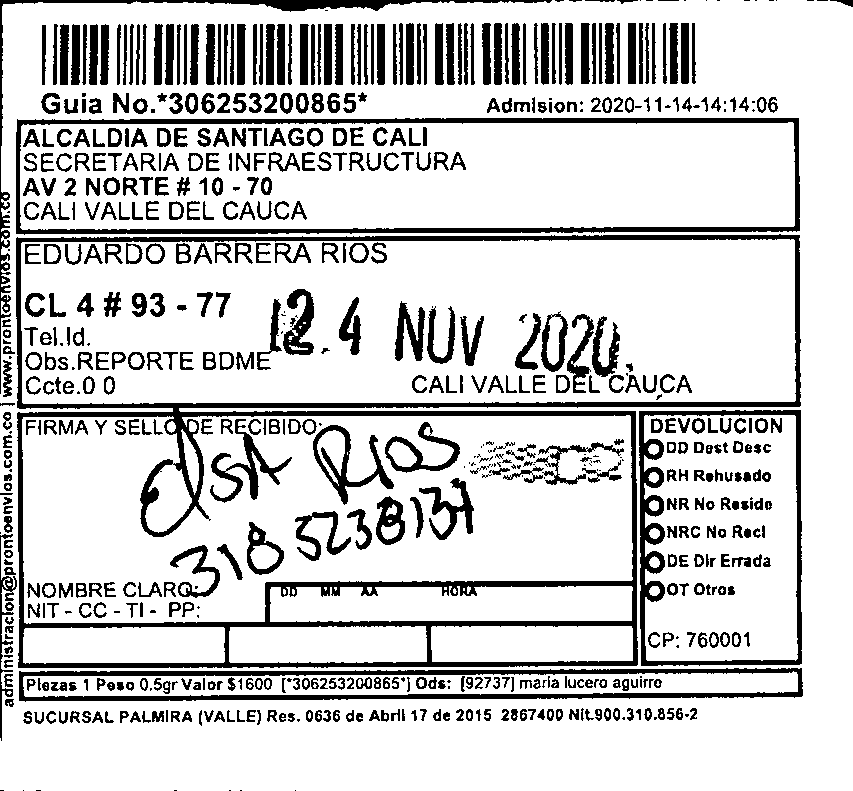 Guia No.*306253200865*
Admision: 2020-11-14-14:14:06
ALCALDIA DE SANTIAGO DE CALI
SECRETARIA DE INFRAESTRUCTURA
AV 2 NORTE # 10 - 70
CALI VALLE DEL CAUCA
EDUARDO BARRERA RIOS
CL 4 # 93 - 77
Tel.Id.
Obs.REPORTE BDME
Ccte.0 0
2020
CALI VALLE DEL CAUCA
FIRMA Y SELLO DE RECIBIDO:
Elsa Rios
3185238137
NOMBRE CLARO:
NIT - CC - TI - PP:
DD MM AA HORA
DEVOLUCION
DD Dest Desc
RH Rehusado
NR No Reside
NRC No Recl
DE Dir Errada
OT Otros
CP: 760001
Piezas 1 Peso 0.5gr Valor $1600 [*306253200865*] Ods: [92737] maria lucero aguirre
SUCURSAL PALMIRA (VALLE) Res. 0636 de Abril 17 de 2015 2867400 Nit.900.310.856-2
administracion@prontoenvios.com.co | www.prontoenvios.com.co